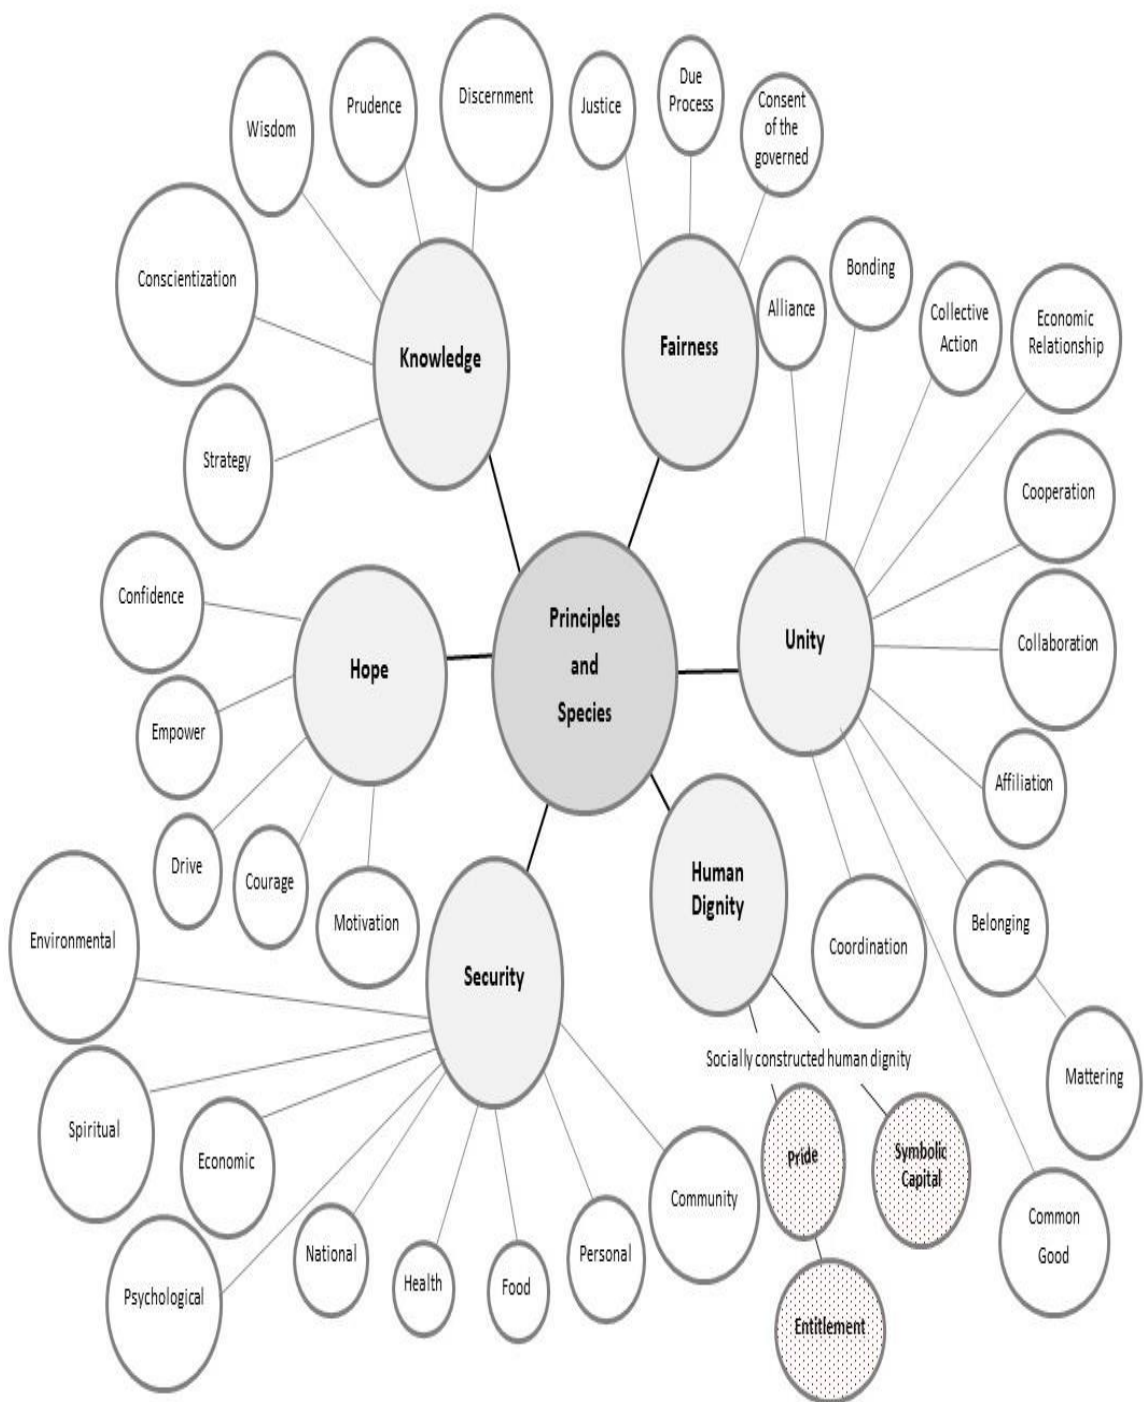 Discernment
Prudence
Wisdom
Conscientization
Strategy
Knowledge
Justice
Due
Process
Consent
of the
governed
Fairness
Alliance
Bonding
Collective
Action
Economic
Relationship
Cooperation
Collaboration
Affiliation
Belonging
Mattering
Common
Good
Coordination
Unity
Principles
and
Species
Hope
Confidence
Empower
Drive
Courage
Motivation
Human
Dignity
Socially constructed human dignity
Pride
Symbolic
Capital
Entitlement
Security
Environmental
Spiritual
Economic
Psychological
National
Health
Food
Personal
Community